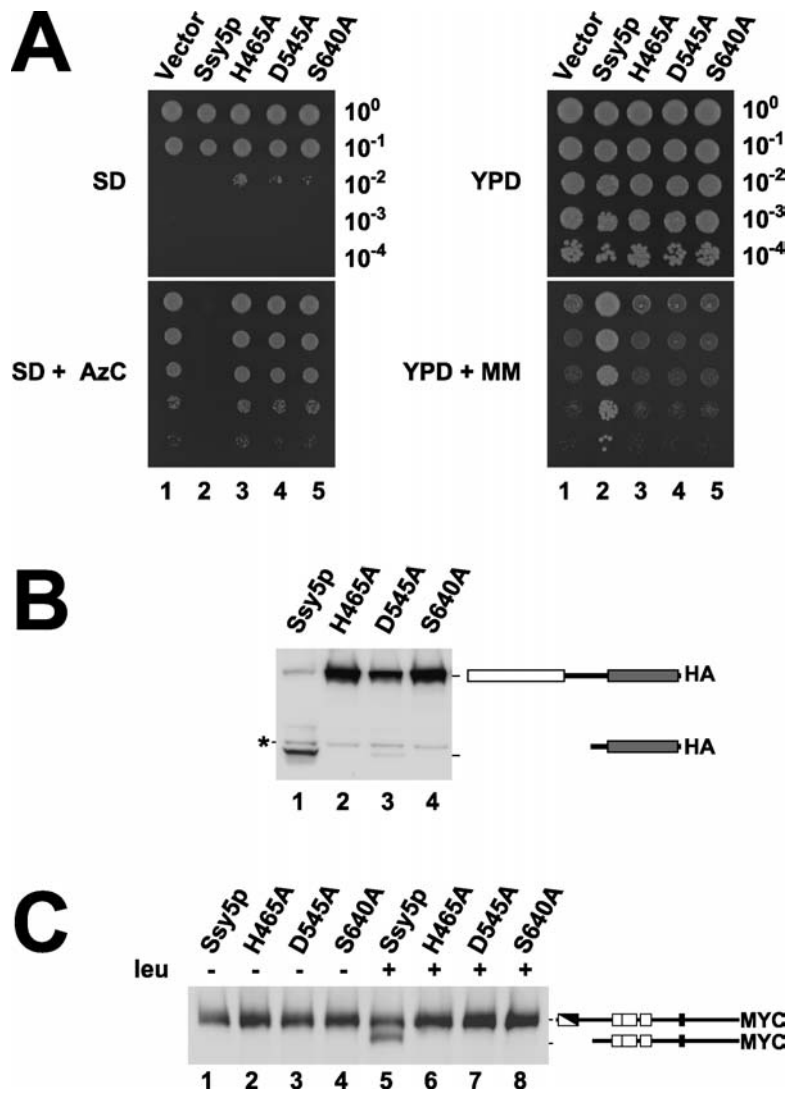 A
Vector Ssy5p H465A D545A S640A
Vector Ssy5p H465A D545A S640A
SD
10⁰
10⁻¹
10⁻²
10⁻³
10⁻⁴
YPD
10⁰
10⁻¹
10⁻²
10⁻³
10⁻⁴
SD + AzC
YPD + MM
1 2 3 4 5
1 2 3 4 5
B
Ssy5p H465A D545A S640A
HA
*
HA
1 2 3 4
C
Ssy5p H465A D545A S640A Ssy5p H465A D545A S640A
leu - - - - + + + +
MYC
MYC
1 2 3 4 5 6 7 8